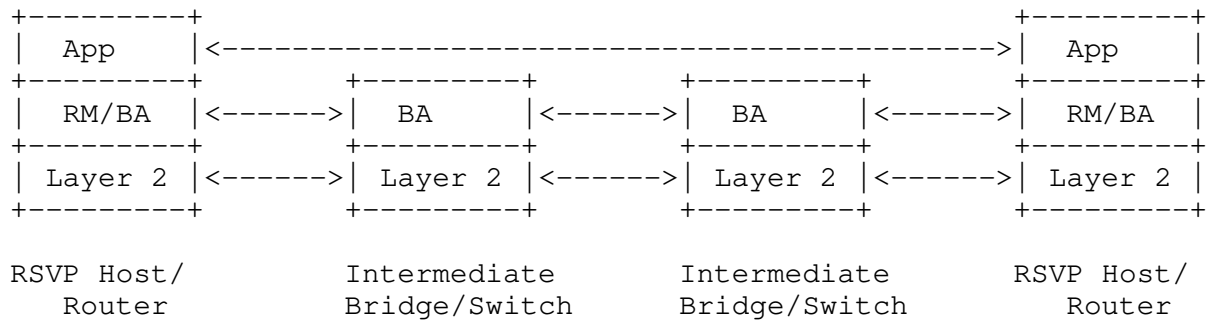 App App
RM/BA BA BA RM/BA
Layer 2 Layer 2 Layer 2 Layer 2
RSVP Host/ Intermediate Intermediate RSVP Host/
Router Bridge/Switch Bridge/Switch Router